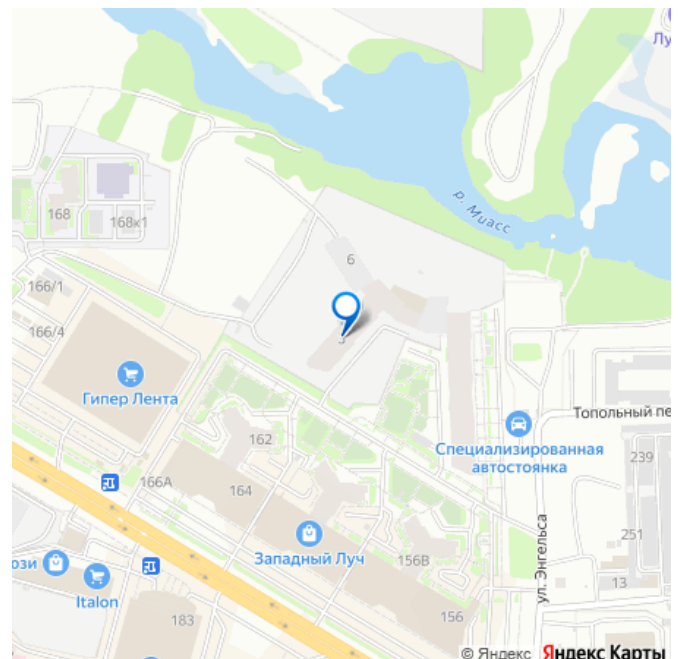 Лу
р. Миасс
168
168к1
6
166/1
166/4
Гипер Лента
Топольный пе
162
Специализированная
автостоянка
239
166А
164
251
Западный Луч
ози
156В
ул. Энгельса
Italon
13
156
183
© Яндекс Яндекс Карты